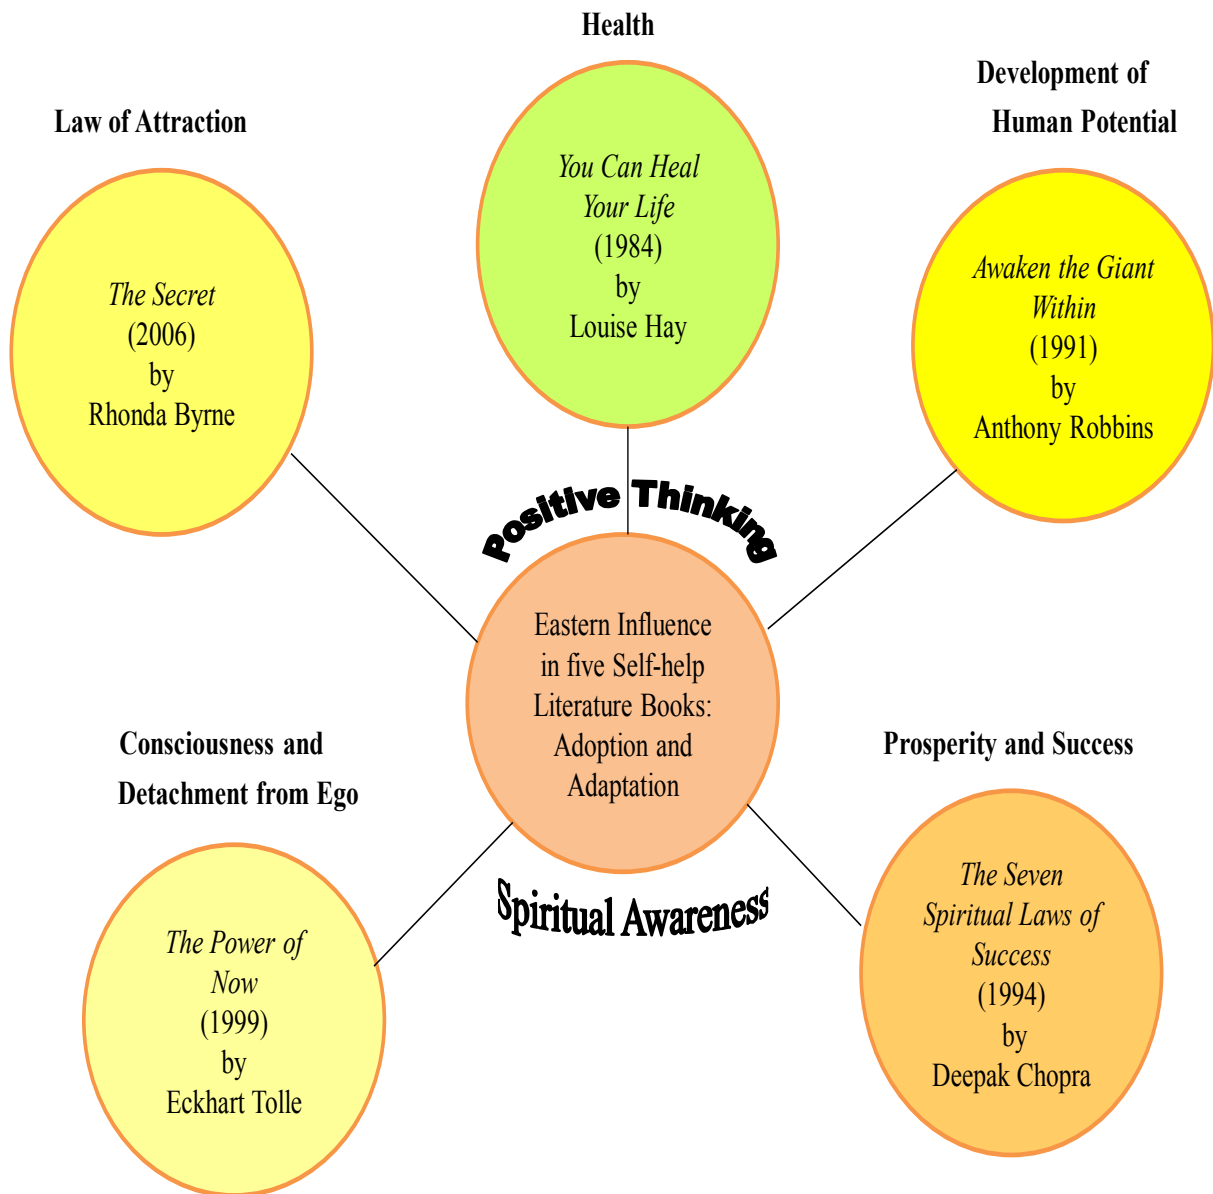 Health
You Can Heal
Your Life
(1984)
by
Louise Hay
Development of
Human Potential
Awaken the Giant
Within
(1991)
by
Anthony Robbins
Law of Attraction
The Secret
(2006)
by
Rhonda Byrne
Positive Thinking
Eastern Influence
in five Self-help
Literature Books:
Adoption and
Adaptation
Spiritual Awareness
Consciousness and
Detachment from Ego
The Power of
Now
(1999)
by
Eckhart Tolle
Prosperity and Success
The Seven
Spiritual Laws of
Success
(1994)
by
Deepak Chopra